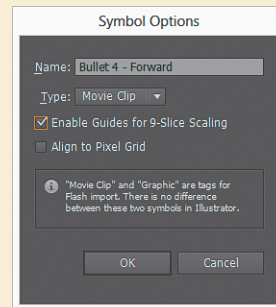 Symbol Options
Name: Bullet 4 - Forward
Type: Movie Clip
Enable Guides for 9-Slice Scaling
Align to Pixel Grid
"Movie Clip" and "Graphic" are tags for
Flash import. There is no difference
between these two symbols in Illustrator.
OK Cancel